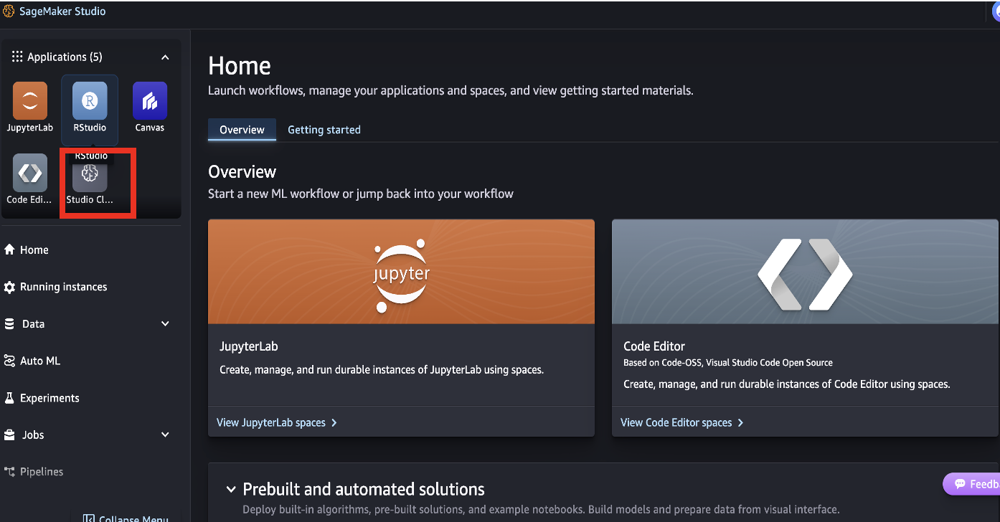 SageMaker Studio
Applications (5)
JupyterLab
RStudio
Canvas
RStudio
Code Edi...
Studio Cl...
Home
Running instances
Data
Auto ML
Experiments
Jobs
Pipelines
Collapse Menu
Home
Launch workflows, manage your applications and spaces, and view getting started materials.
Overview
Getting started
Overview
Start a new ML workflow or jump back into your workflow
jupyter
JupyterLab
Create, manage, and run durable instances of JupyterLab using spaces.
View JupyterLab spaces
Code Editor
Based on Code-OSS, Visual Studio Code Open Source
Create, manage, and run durable instances of Code Editor using spaces.
View Code Editor spaces
Prebuilt and automated solutions
Deploy built-in algorithms, pre-built solutions, and example notebooks. Build models and prepare data from visual interface.
Feedba